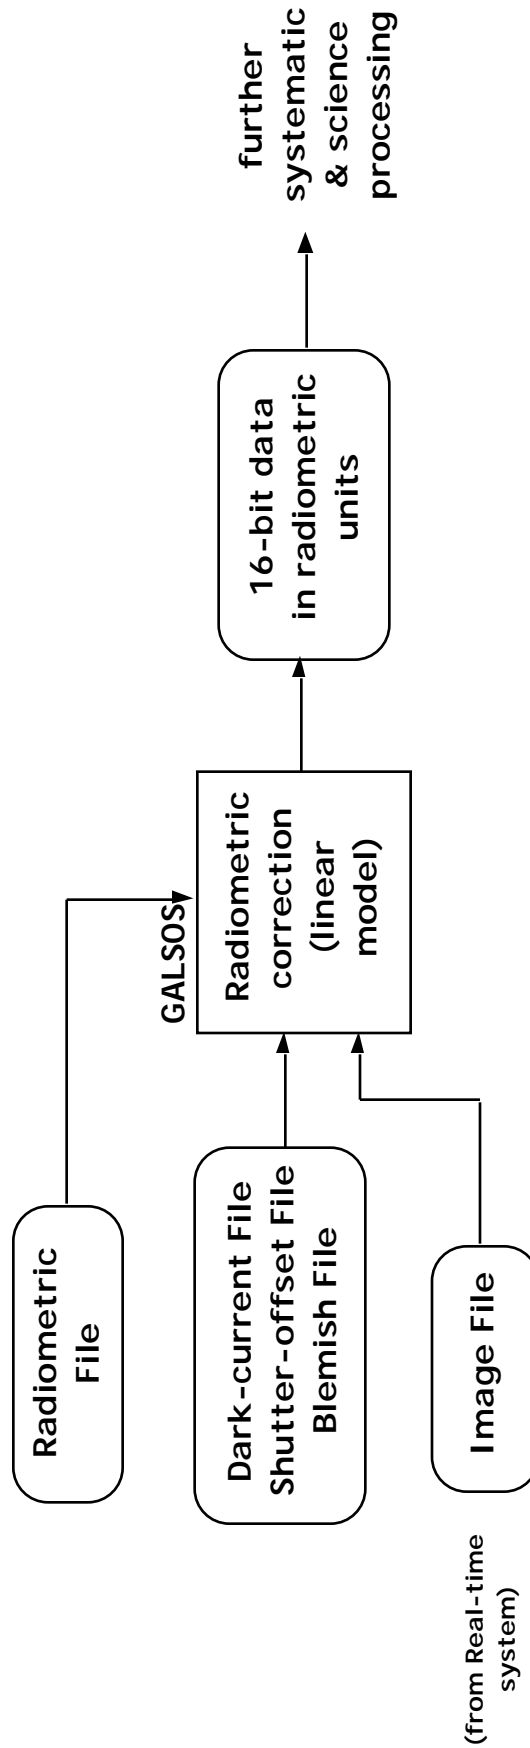 Radiometric
File
Dark-current File
Shutter-offset File
Blemish File
(from Real-time
system)
Image File
GALSOS
Radiometric
correction
(linear
model)
16-bit data
in radiometric
units
further
systematic
& science
processing